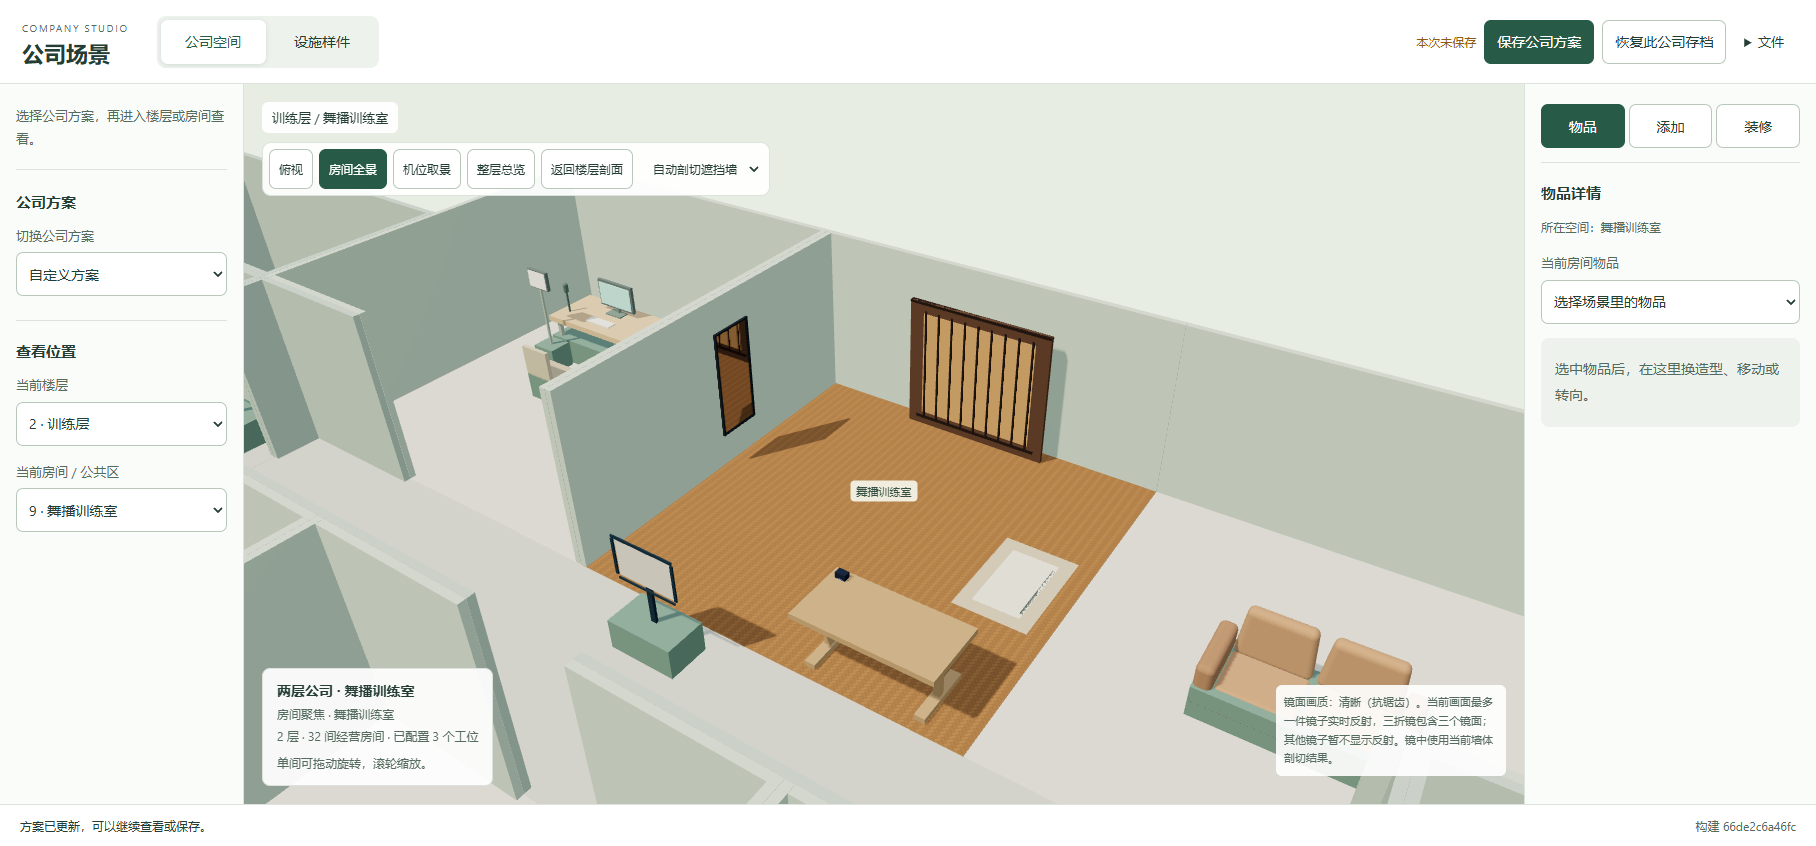 COMPANY STUDIO
公司场景
公司空间
设施样件
本次未保存
保存公司方案
恢复此公司存档
▶ 文件
选择公司方案，再进入楼层或房间查
看。
公司方案
切换公司方案
自定义方案
查看位置
当前楼层
2 · 训练层
当前房间 / 公共区
9 · 舞播训练室
训练层 / 舞播训练室
俯视
房间全景
机位取景
整层总览
返回楼层剖面
自动剖切遮挡墙
舞播训练室
两层公司 · 舞播训练室
房间聚焦 · 舞播训练室
2 层 · 32 间经营房间 · 已配置 3 个工位
单间可拖动旋转，滚轮缩放。
镜面画质：清晰（抗锯齿）。当前画面最多
一件镜子实时反射，三折镜包含三个镜面；
其他镜子暂不显示反射。镜中使用当前墙体
剖切结果。
物品
添加
装修
物品详情
所在空间：舞播训练室
当前房间物品
选择场景里的物品
选中物品后，在这里换造型、移动或
转向。
方案已更新，可以继续查看或保存。
构建 66de2c6a46fc